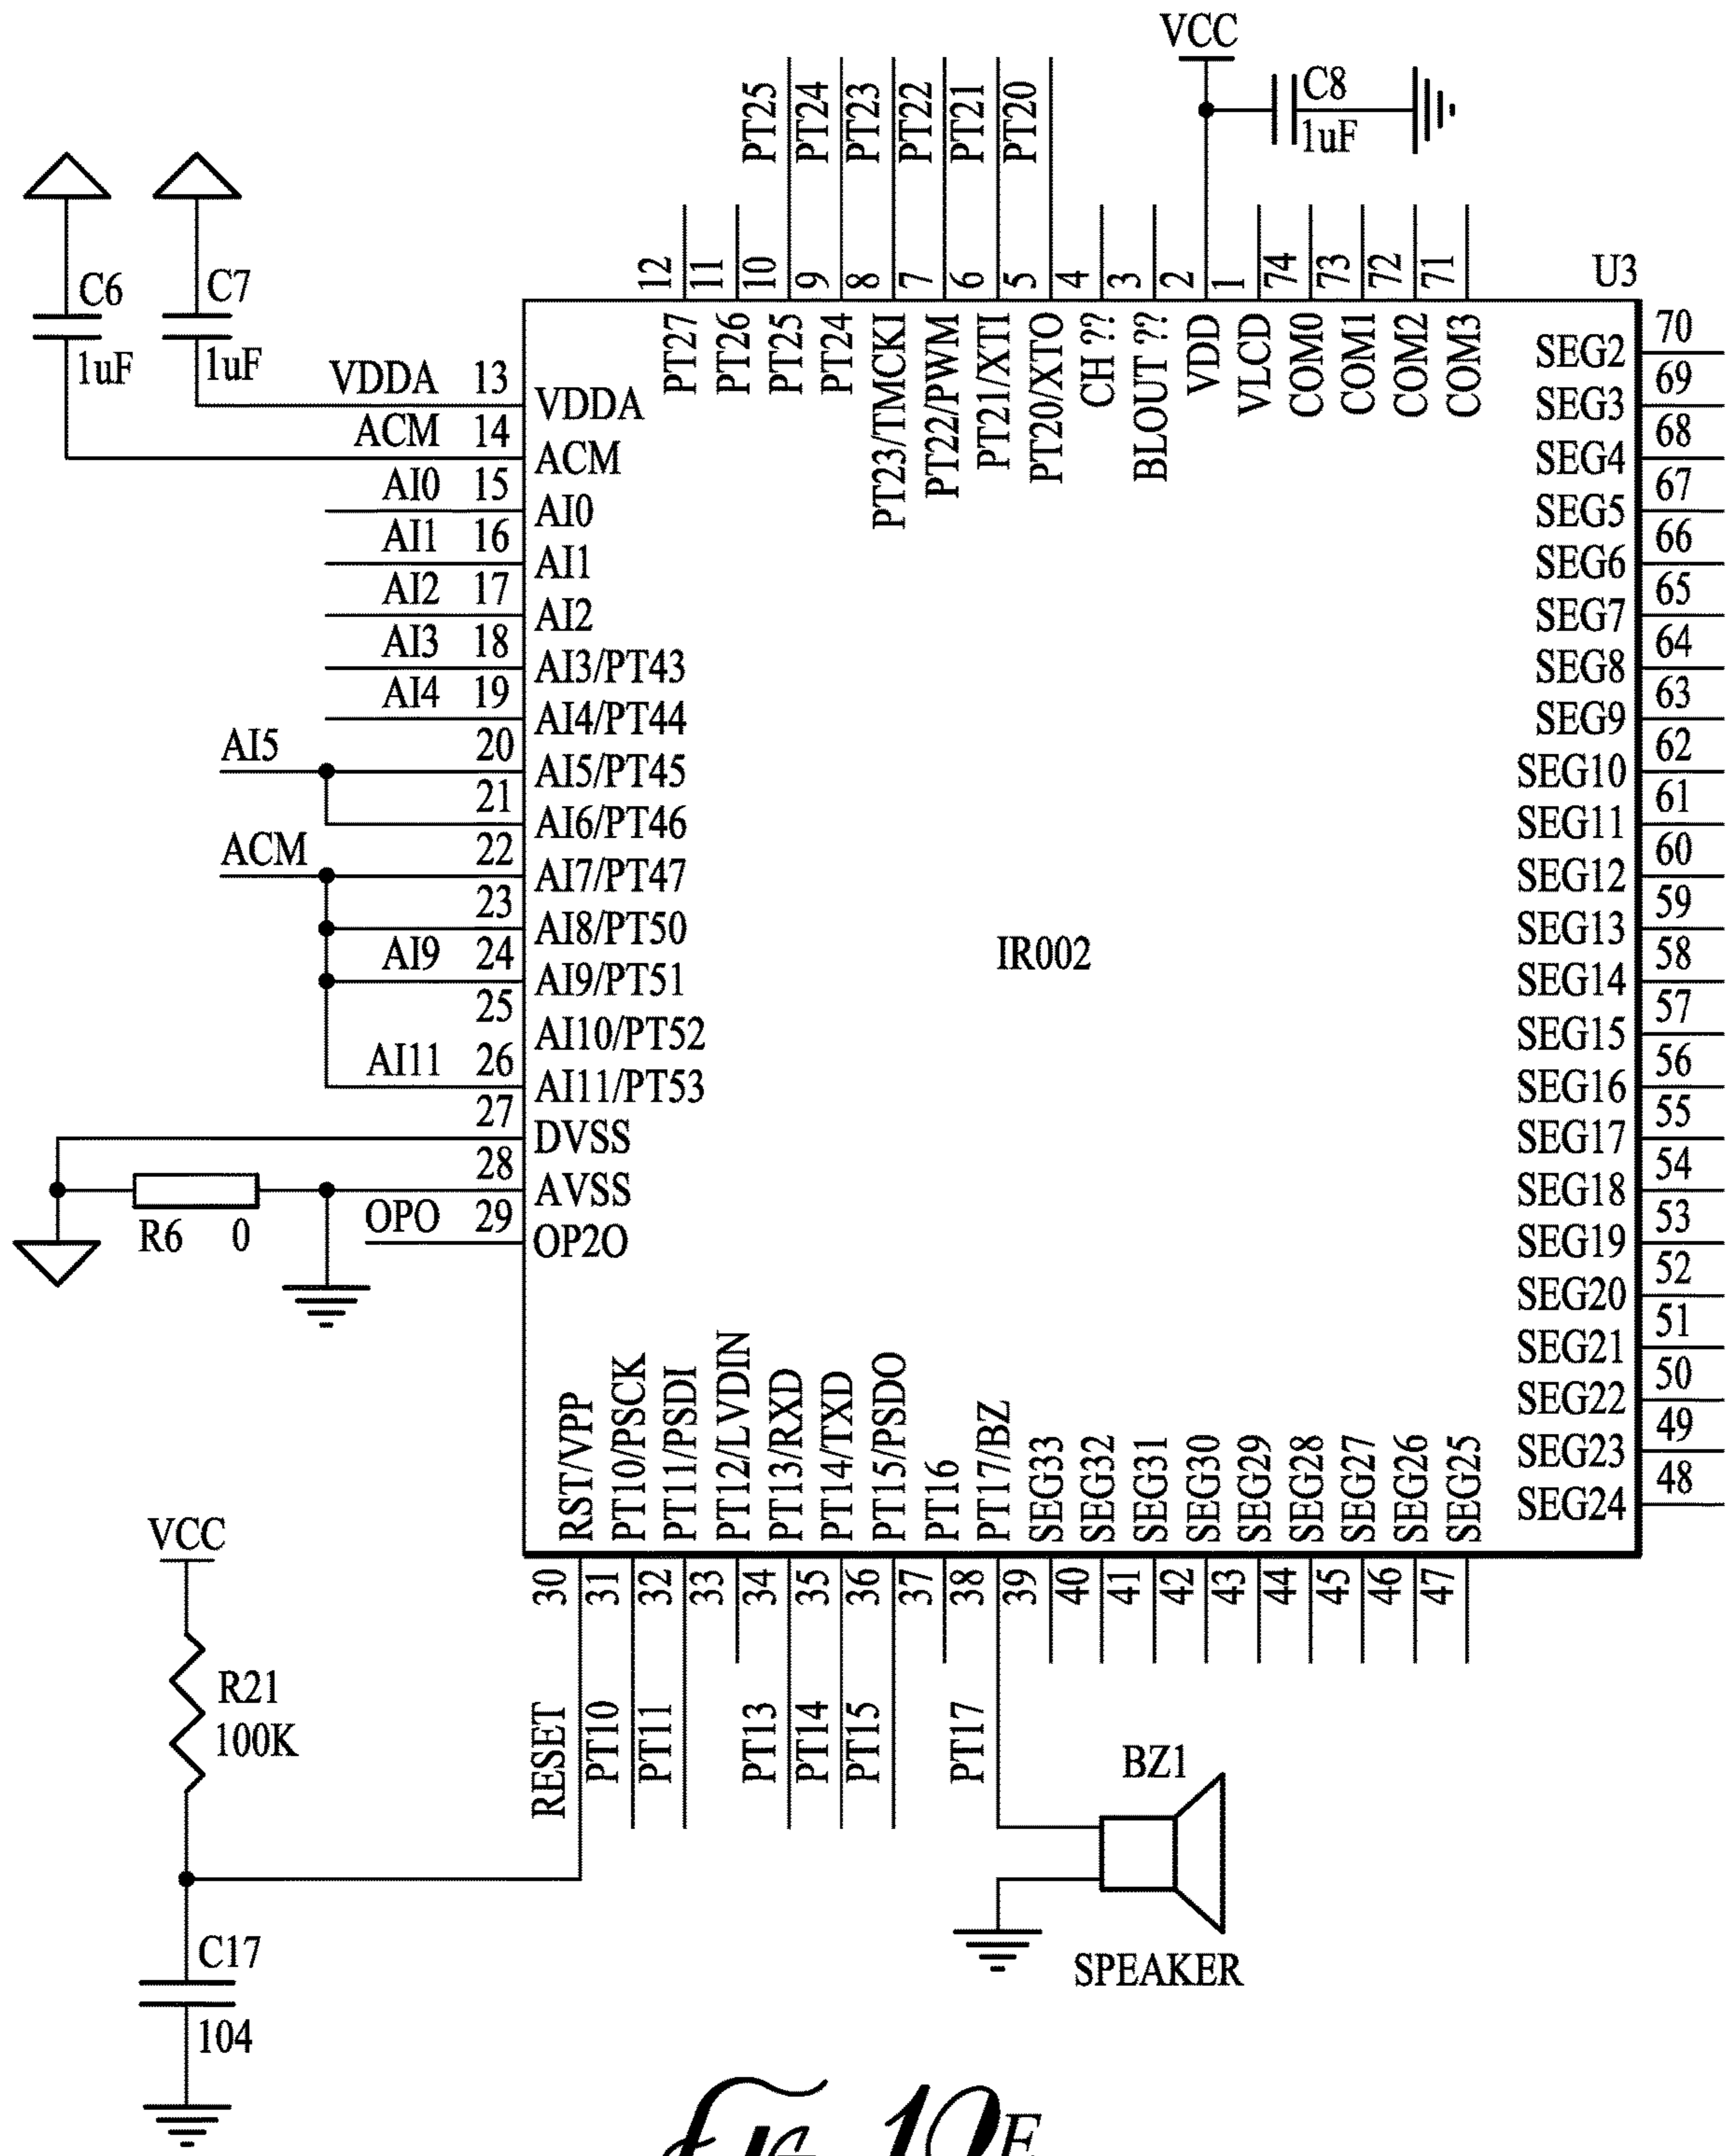 VCC
C8
1uF
PT25
PT24
PT23
PT22
PT21
PT20
C6
1uF
C7
1uF
12
11
10
9
8
7
6
5
4
3
2
1
74
73
72
71
U3
PT27
PT26
PT25
PT24
PT23/TMCKI
PT22/PWM
PT21/XTI
PT20/XTO
CH ??
BLOUT ??
VDD
VLCD
COM0
COM1
COM2
COM3
VDDA 13 VDDA
ACM 14 ACM
AI0 15 AI0
AI1 16 AI1
AI2 17 AI2
AI3 18 AI3/PT43
AI4 19 AI4/PT44
AI5 20 AI5/PT45
21 AI6/PT46
ACM 22 AI7/PT47
23 AI8/PT50
AI9 24 AI9/PT51
25 AI10/PT52
AI11 26 AI11/PT53
27 DVSS
28 AVSS
R6 0
OPO 29 OP2O
IR002
SEG2 70
SEG3 69
SEG4 68
SEG5 67
SEG6 66
SEG7 65
SEG8 64
SEG9 63
SEG10 62
SEG11 61
SEG12 60
SEG13 59
SEG14 58
SEG15 57
SEG16 56
SEG17 55
SEG18 54
SEG19 53
SEG20 52
SEG21 51
SEG22 50
SEG23 49
SEG24 48
RST/VPP
PT10/PSCK
PT11/PSDI
PT12/LVDIN
PT13/RXD
PT14/TXD
PT15/PSDO
PT16
PT17/BZ
SEG33
SEG32
SEG31
SEG30
SEG29
SEG28
SEG27
SEG26
SEG25
30
31
32
33
34
35
36
37
38
39
40
41
42
43
44
45
46
47
VCC
R21
100K
RESET
PT10
PT11
PT13
PT14
PT15
PT17
BZ1
SPEAKER
C17
104